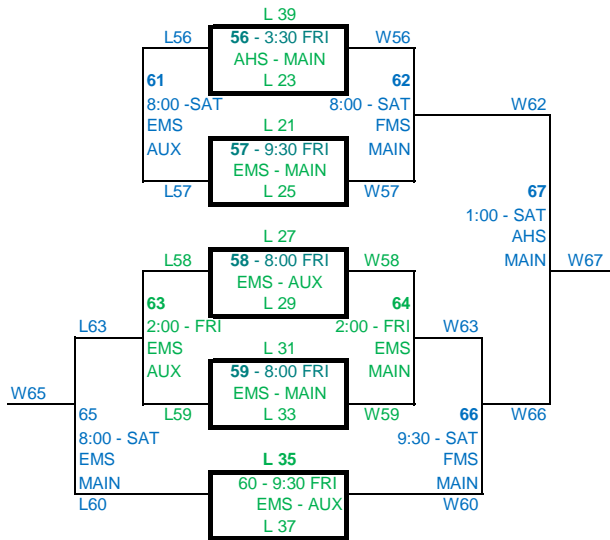 L 39
L56
56 - 3:30 FRI
W56
AHS - MAIN
61
L 23
62
8:00 -SAT
8:00 - SAT
W62
EMS
L 21
FMS
AUX
57 - 9:30 FRI
MAIN
EMS - MAIN
L57
L 25
W57
67
1:00 - SAT
L 27
AHS
L58
58 - 8:00 FRI
W58
MAIN
W67
EMS - AUX
63
L 29
64
L63
2:00 - FRI
2:00 - FRI
W63
EMS
L 31
EMS
AUX
59 - 8:00 FRI
MAIN
W65
EMS - MAIN
65
L59
L 33
W59
66
W66
8:00 - SAT
9:30 - SAT
EMS
L 35
FMS
MAIN
60 - 9:30 FRI
MAIN
L60
EMS - AUX
W60
L 37